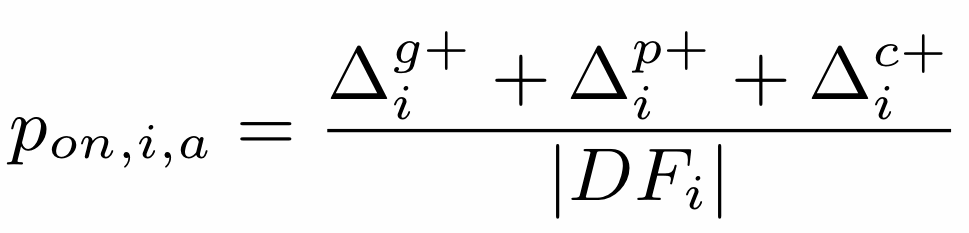 p_{on,i,a} = \frac{\Delta_i^{g+} + \Delta_i^{p+} + \Delta_i^{c+}}{|DF_i|}